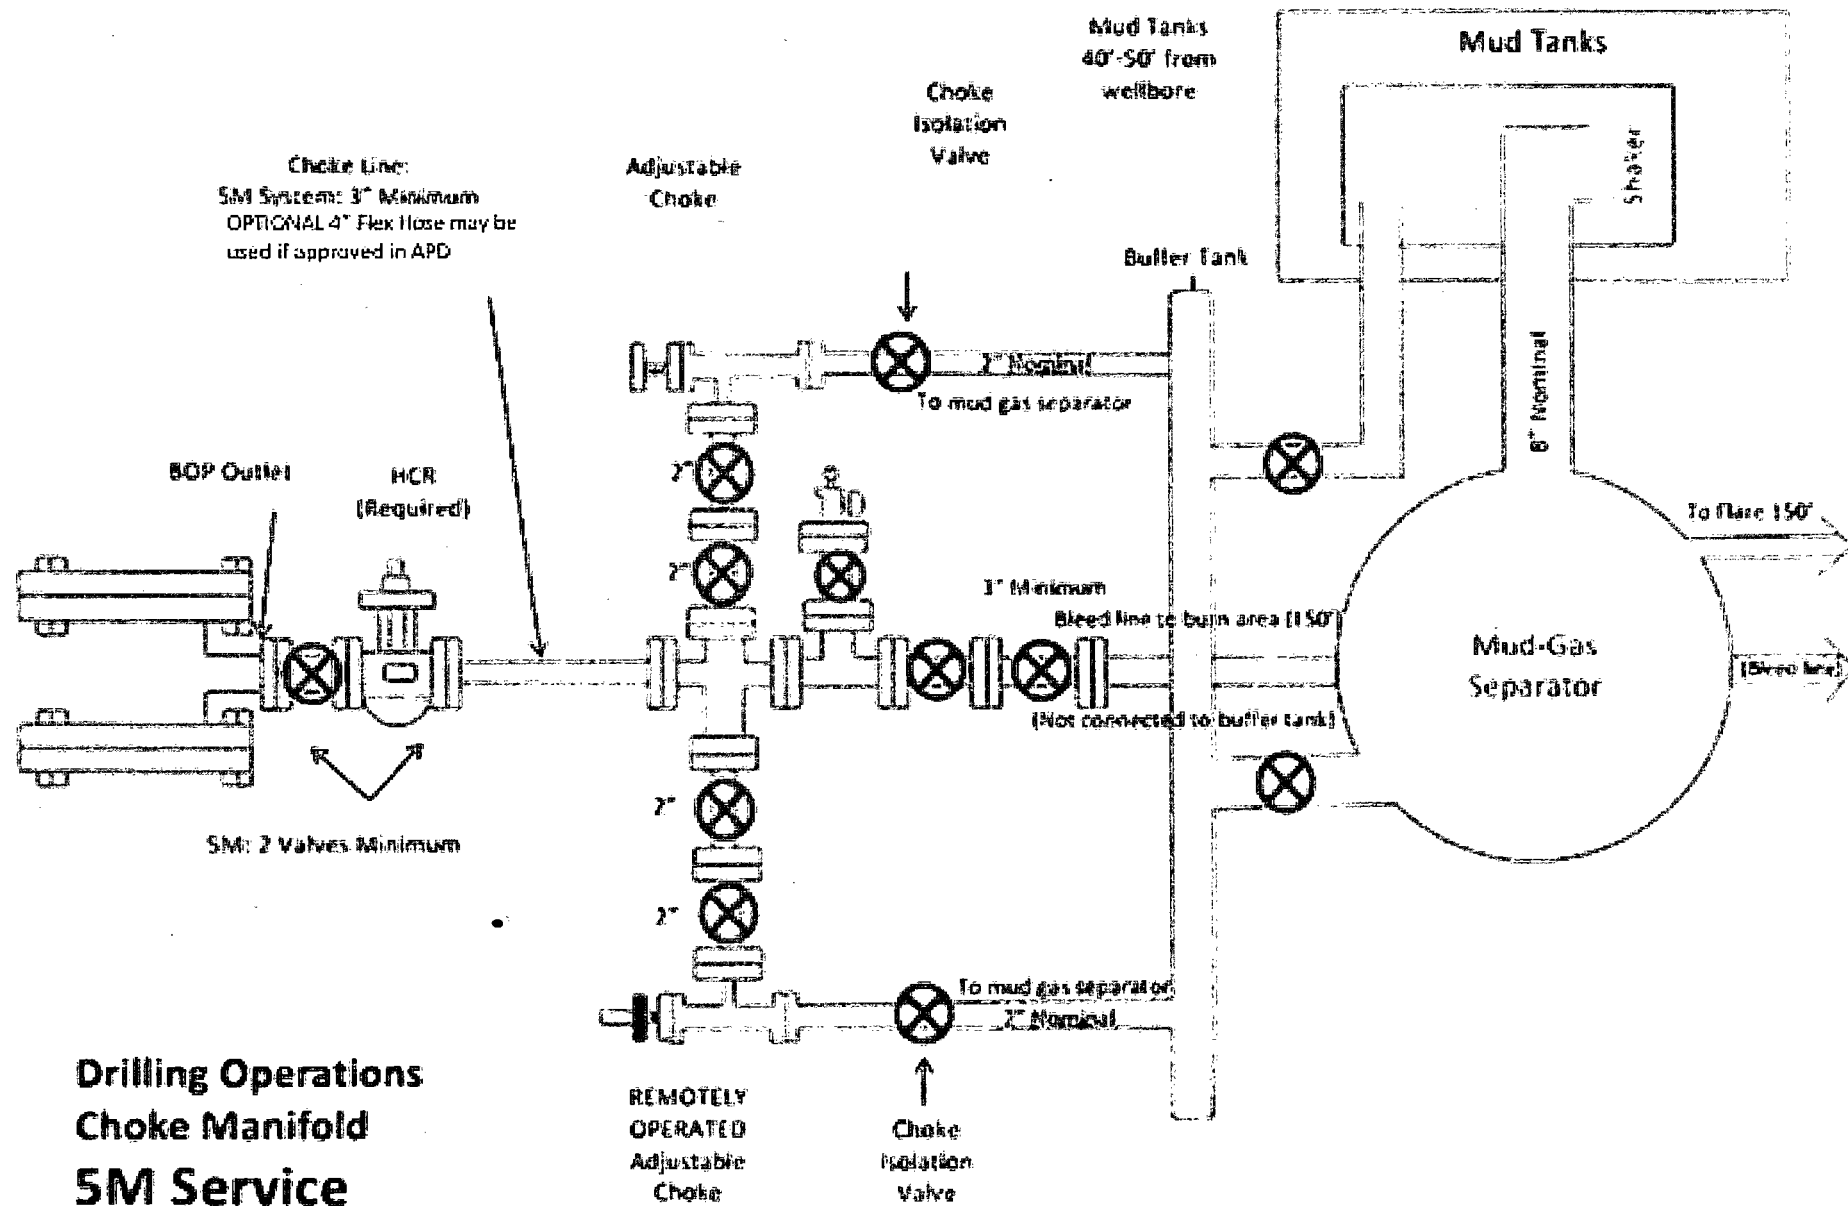 Mud Tanks
40'-50' from
wellbore
Mud Tanks
Shaker
Choke
Isolation
Valve
Choke Line:
5M System: 3" Minimum
OPTIONAL 4" Flex Hose may be
used if approved in APD
Adjustable
Choke
Buffer Tank
2" Nominal
To mud gas separator
8" Nominal
BOP Outlet
HCR
(Required)
2"
2"
To Flare 150'
3" Minimum
Bleed line to burn area (150')
Mud-Gas
Separator
(Bleed line)
(Not connected to buffer tank)
2"
5M: 2 Valves Minimum
2"
To mud gas separator
2" Nominal
Drilling Operations
Choke Manifold
5M Service
REMOTELY
OPERATED
Adjustable
Choke
Choke
Isolation
Valve